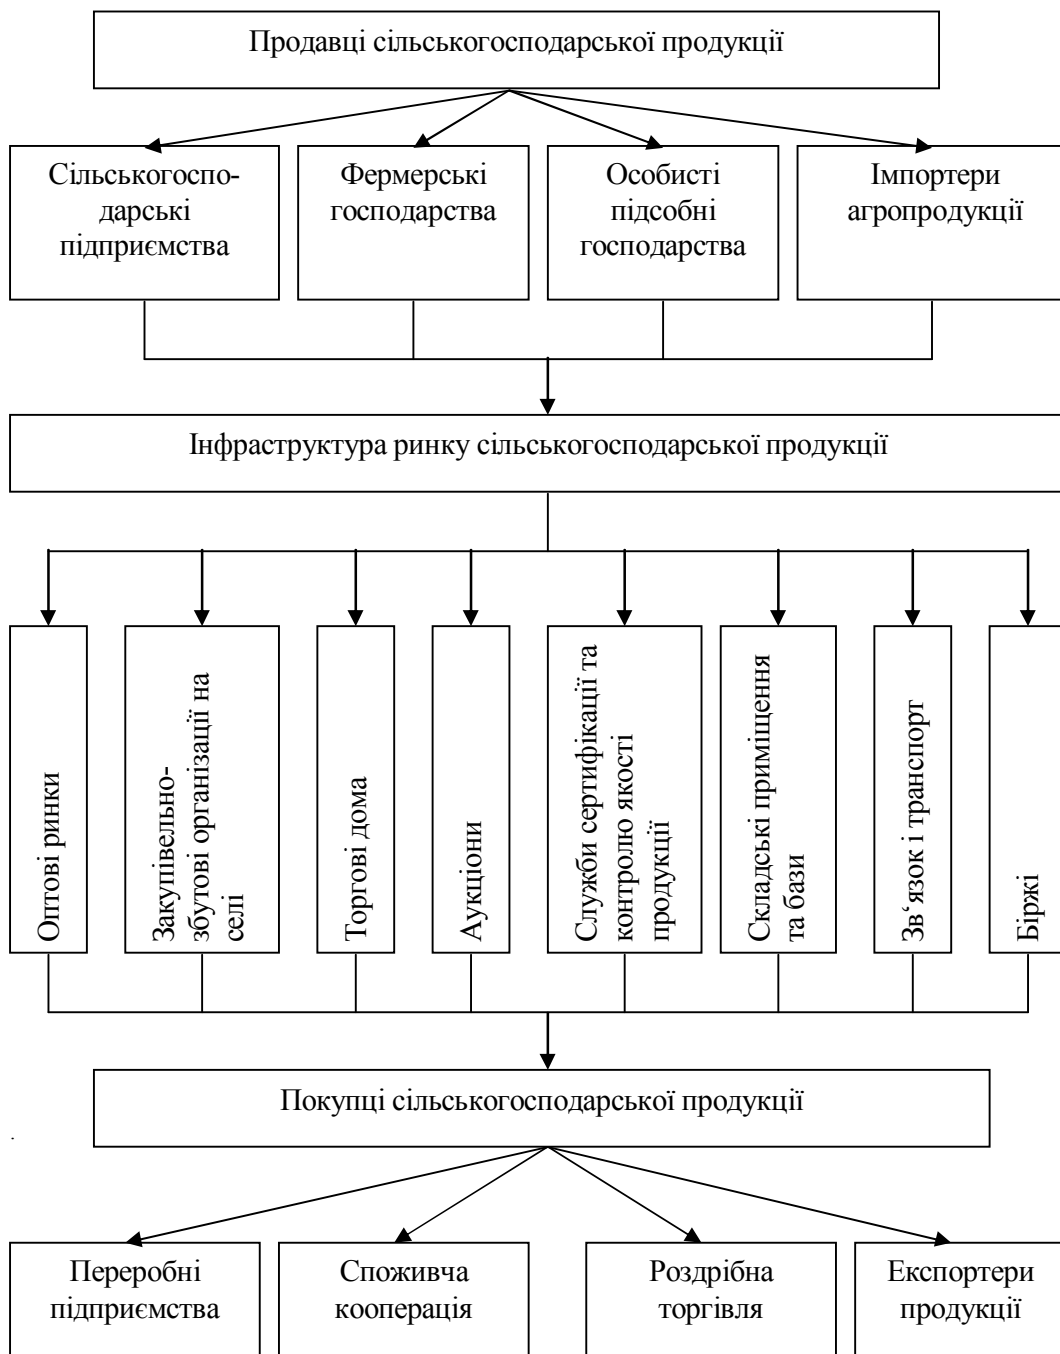 Продавці сільськогосподарської продукції
Сільськогоспо-
дарські
підприємства
Фермерські
господарства
Особисті
підсобні
господарства
Імпортери
агропродукції
Інфраструктура ринку сільськогосподарської продукції
Оптові ринки
Закупівельно-
збутові організації на
селі
Торгові дома
Аукціони
Служби сертифікації та
контролю якості
продукції
Складські приміщення
та бази
Зв‘язок і транспорт
Біржі
Покупці сільськогосподарської продукції
Переробні
підприємства
Споживча
кооперація
Роздрібна
торгівля
Експортери
продукції